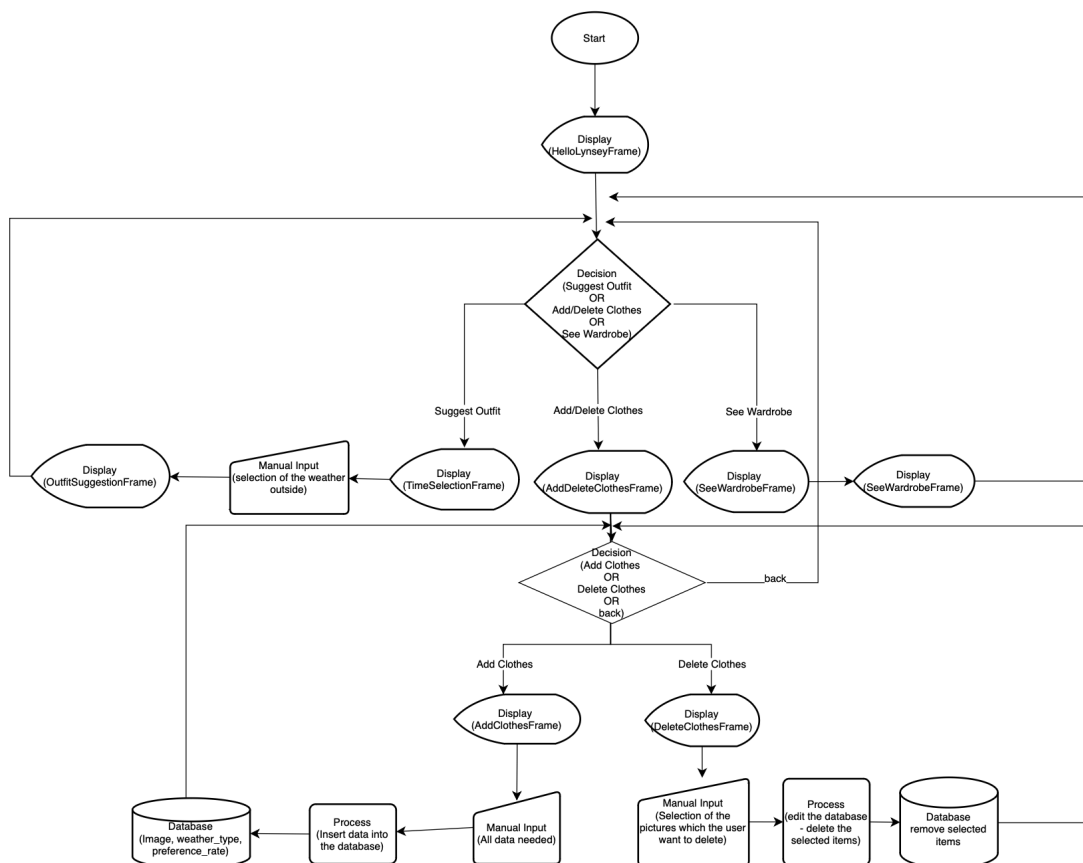 Start
Display
(HelloLynseyFrame)
Decision
(Suggest Outfit
OR
Add/Delete Clothes
OR
See Wardrobe)
Suggest Outfit
Add/Delete Clothes
See Wardrobe
Display
(OutfitSuggestionFrame)
Manual Input
(selection of the weather
outside)
Display
(TimeSelectionFrame)
Display
(AddDeleteClothesFrame)
Display
(SeeWardrobeFrame)
Display
(SeeWardrobeFrame)
Decision
(Add Clothes
OR
Delete Clothes
OR
back)
back
Add Clothes
Delete Clothes
Display
(AddClothesFrame)
Display
(DeleteClothesFrame)
Database
(Image, weather_type,
preference_rate)
Process
(Insert data into
the database)
Manual Input
(All data needed)
Manual Input
(Selection of the
pictures which the user
want to delete)
Process
(edit the database
- delete the
selected items)
Database
remove selected
items